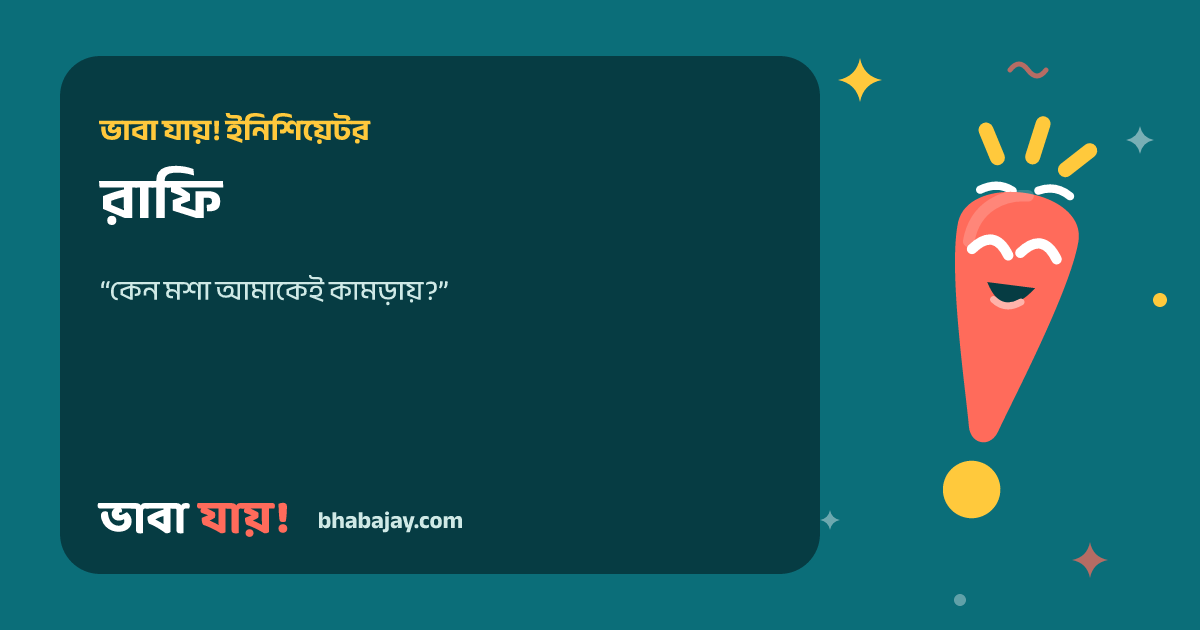 ভাবা যায়! ইনিশিয়েটর
রাফি
“কেন মশা আমাকেই কামড়ায়?”
ভাবা যায়! bhabajay.com